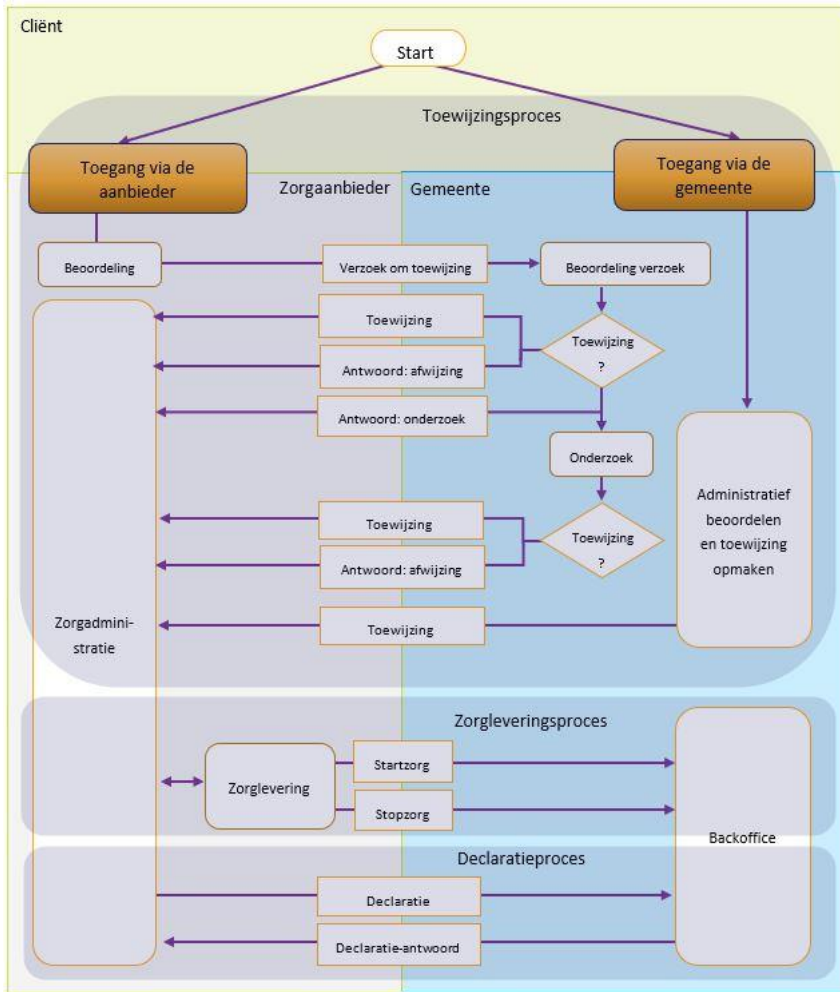 Cliënt
Start
Toewijzingsproces
Toegang via de
aanbieder
Toegang via de
gemeente
Zorgaanbieder
Gemeente
Beoordeling
Verzoek om toewijzing
Beoordeling verzoek
Toewijzing
Toewijzing
?
Antwoord: afwijzing
Antwoord: onderzoek
Onderzoek
Administratief
beoordelen
en toewijzing
opmaken
Toewijzing
Toewijzing
?
Antwoord: afwijzing
Toewijzing
Zorgadmini-
stratie
Zorgleveringsproces
Startzorg
Zorglevering
Stopzorg
Backoffice
Declaratieproces
Declaratie
Declaratie-antwoord